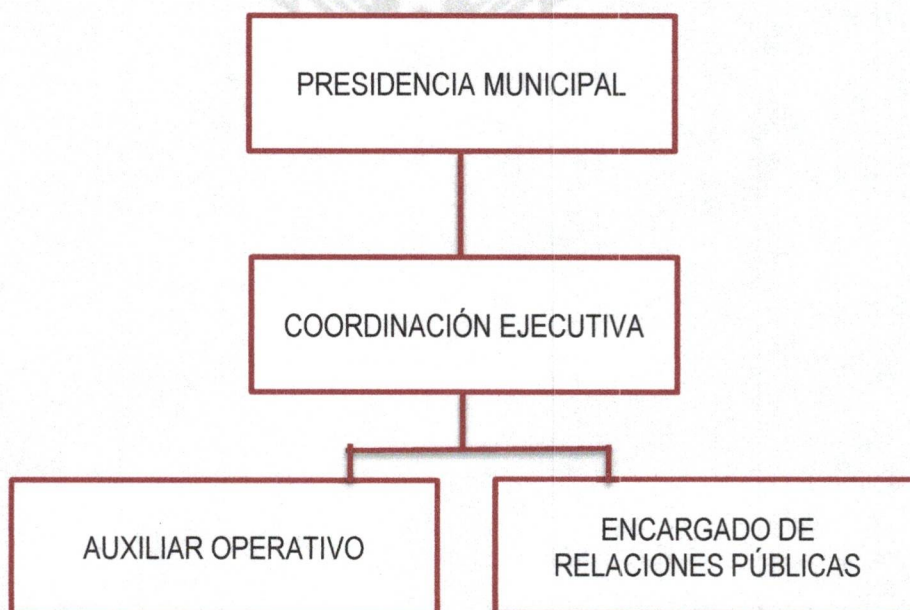 PRESIDENCIA MUNICIPAL
COORDINACIÓN EJECUTIVA
AUXILIAR OPERATIVO
ENCARGADO DE
RELACIONES PÚBLICAS